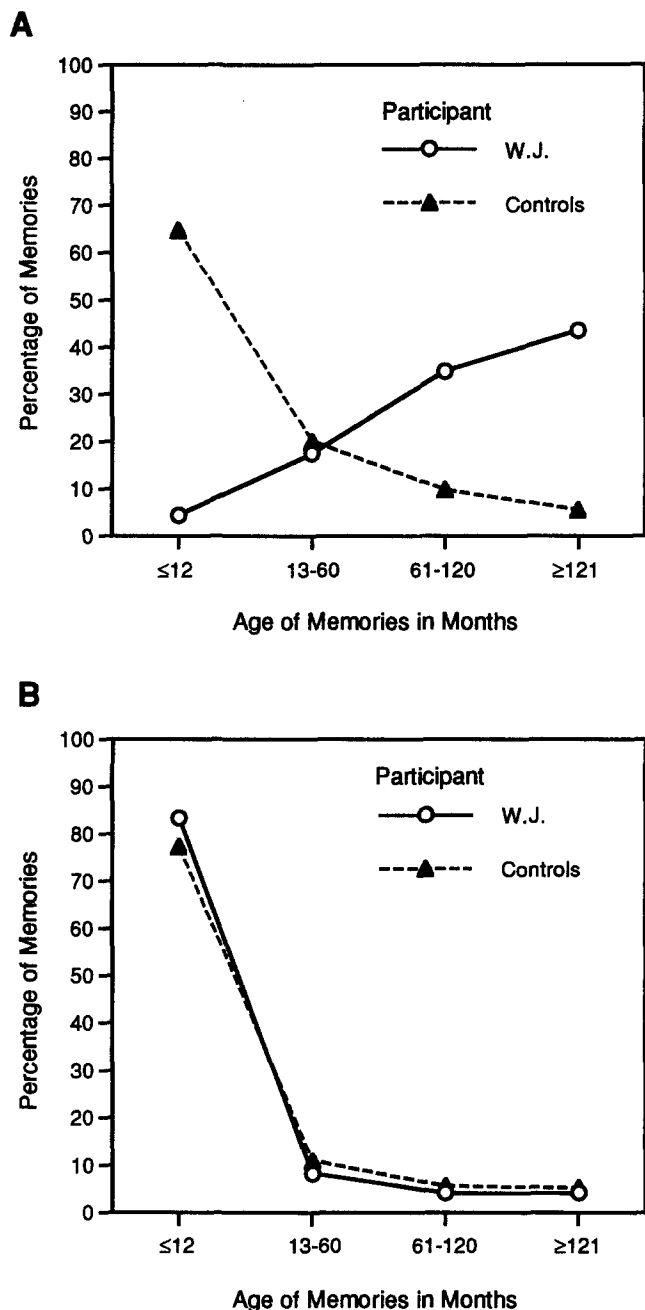 A
100
90
80
70
60
50
40
30
20
10
0
Percentage of Memories
Participant
W.J.
Controls
≤12 13-60 61-120 ≥121
Age of Memories in Months
B
100
90
80
70
60
50
40
30
20
10
0
Percentage of Memories
Participant
W.J.
Controls
≤12 13-60 61-120 ≥121
Age of Memories in Months